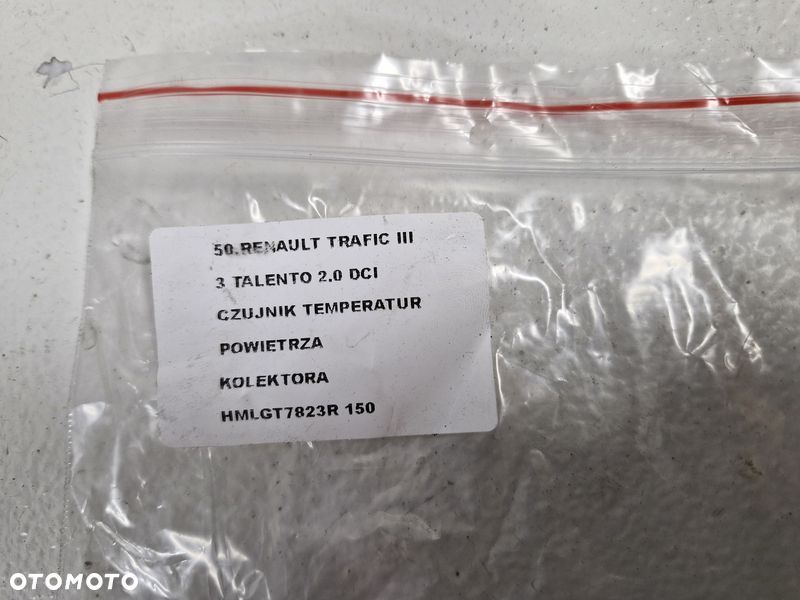 50.RENAULT TRAFIC III
3 TALENTO 2.0 DCI
CZUJNIK TEMPERATUR
POWIETRZA
KOLEKTORA
HMLGT7823R 150
OTOMOTO